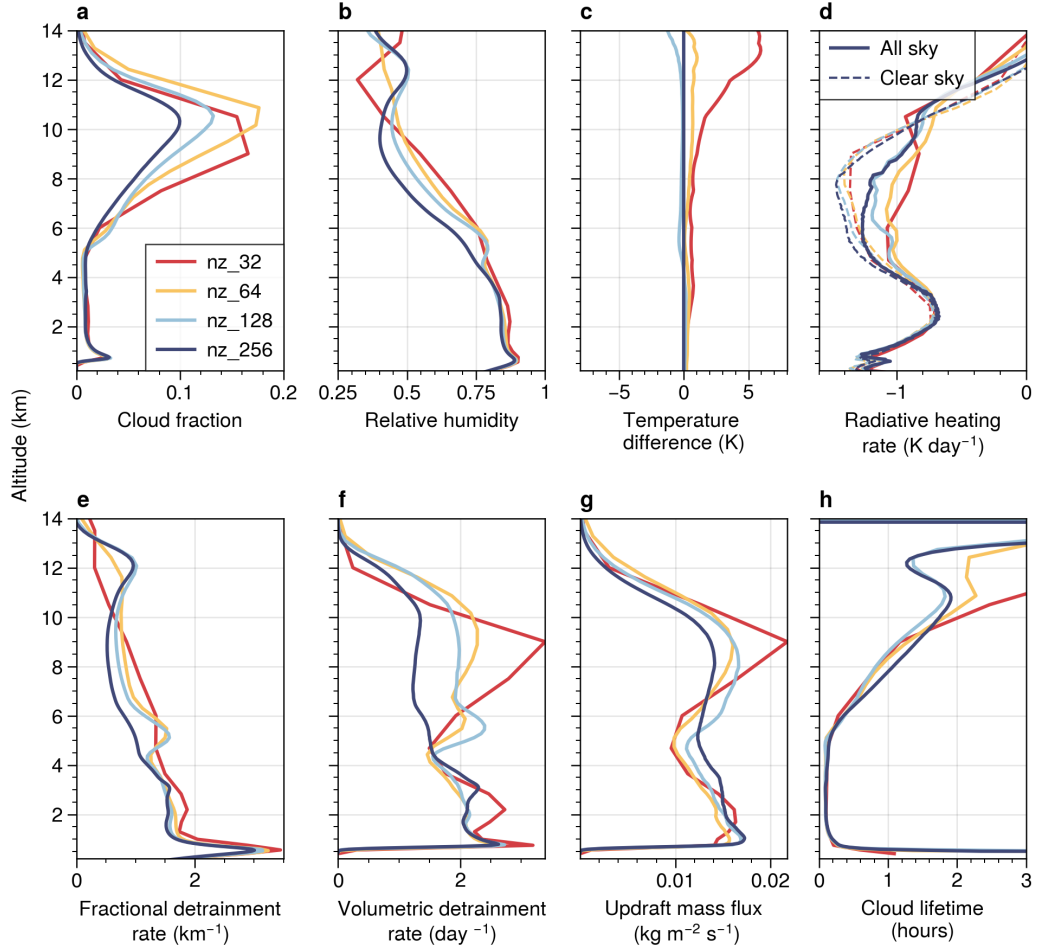 a
b
c
d
14
12
10
8
6
4
2
0
0.1
0.2
Cloud fraction
nz_32
nz_64
nz_128
nz_256
0.25
0.5
0.75
1
Relative humidity
−5
0
5
Temperature
difference (K)
All sky
Clear sky
−1
0
Radiative heating
rate (K day⁻¹)
Altitude (km)
e
f
g
h
14
12
10
8
6
4
2
0
2
Fractional detrainment
rate (km⁻¹)
0
2
Volumetric detrainment
rate (day ⁻¹)
0.01
0.02
Updraft mass flux
(kg m⁻² s⁻¹)
0
1
2
3
Cloud lifetime
(hours)